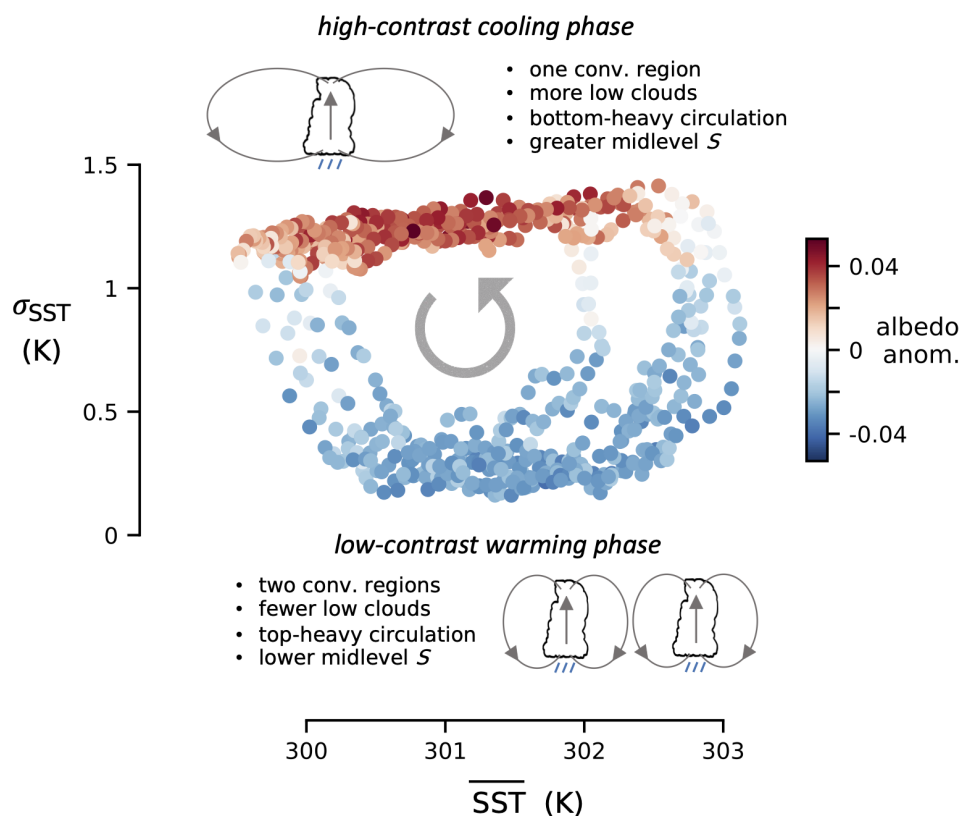 high-contrast cooling phase
• one conv. region
• more low clouds
• bottom-heavy circulation
• greater midlevel S
1.5
1
0.5
0
σSST
(K)
0.04
0
-0.04
albedo
anom.
low-contrast warming phase
• two conv. regions
• fewer low clouds
• top-heavy circulation
• lower midlevel S
300 301 302 303
S̅S̅T̅ (K)